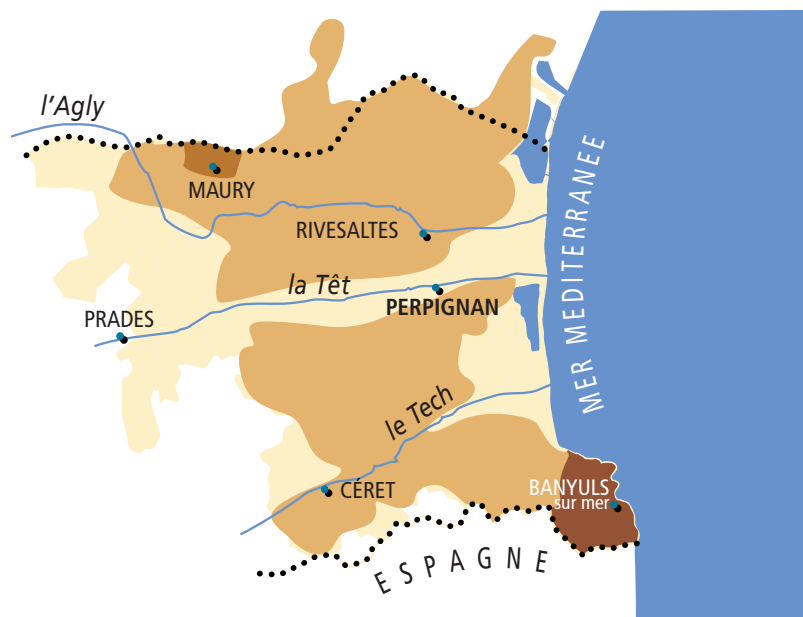 l'Agly
MAURY
RIVESALTES
la Têt
PERPIGNAN
PRADES
MER MEDITERRANEE
le Tech
CÉRET
BANYULS
sur mer
ESPAGNE